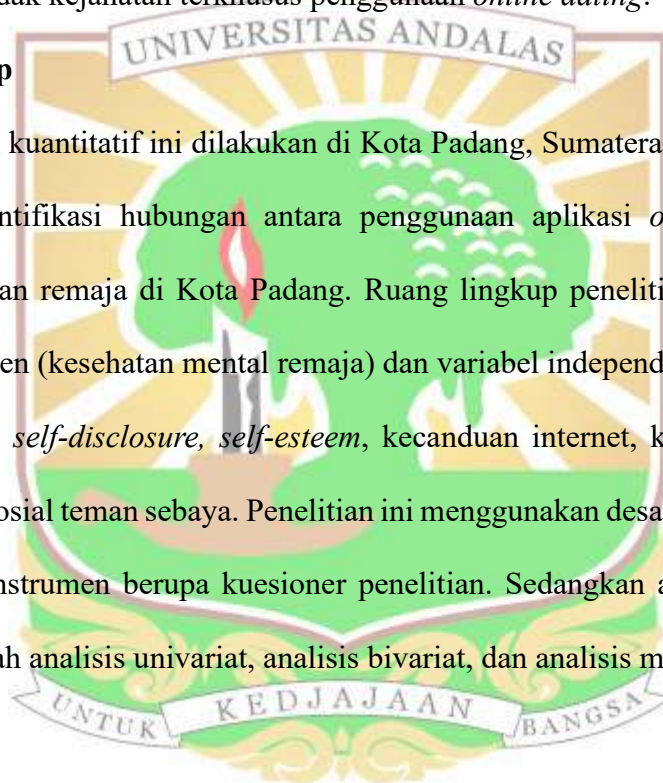 dak kejahatan terkhusus penggunaan online dating.
UNIVERSITAS ANDALAS
p
kuantitatif ini dilakukan di Kota Padang, Sumatera
ntifikasi hubungan antara penggunaan aplikasi o
an remaja di Kota Padang. Ruang lingkup peneliti
en (kesehatan mental remaja) dan variabel independ
self-disclosure, self-esteem, kecanduan internet, k
osial teman sebaya. Penelitian ini menggunakan desa
nstrumen berupa kuesioner penelitian. Sedangkan a
ah analisis univariat, analisis bivariat, dan analisis m
UNTUK KEDJAJAAN BANGSA